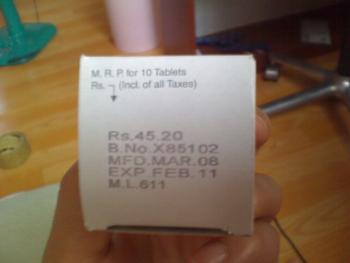 M. R. P. for 10 Tablets
Rs. ┐ (Incl. of all Taxes)
Rs.45.20
B.No.X85102
MFD.MAR.08
EXP.FEB.11
M.L.611